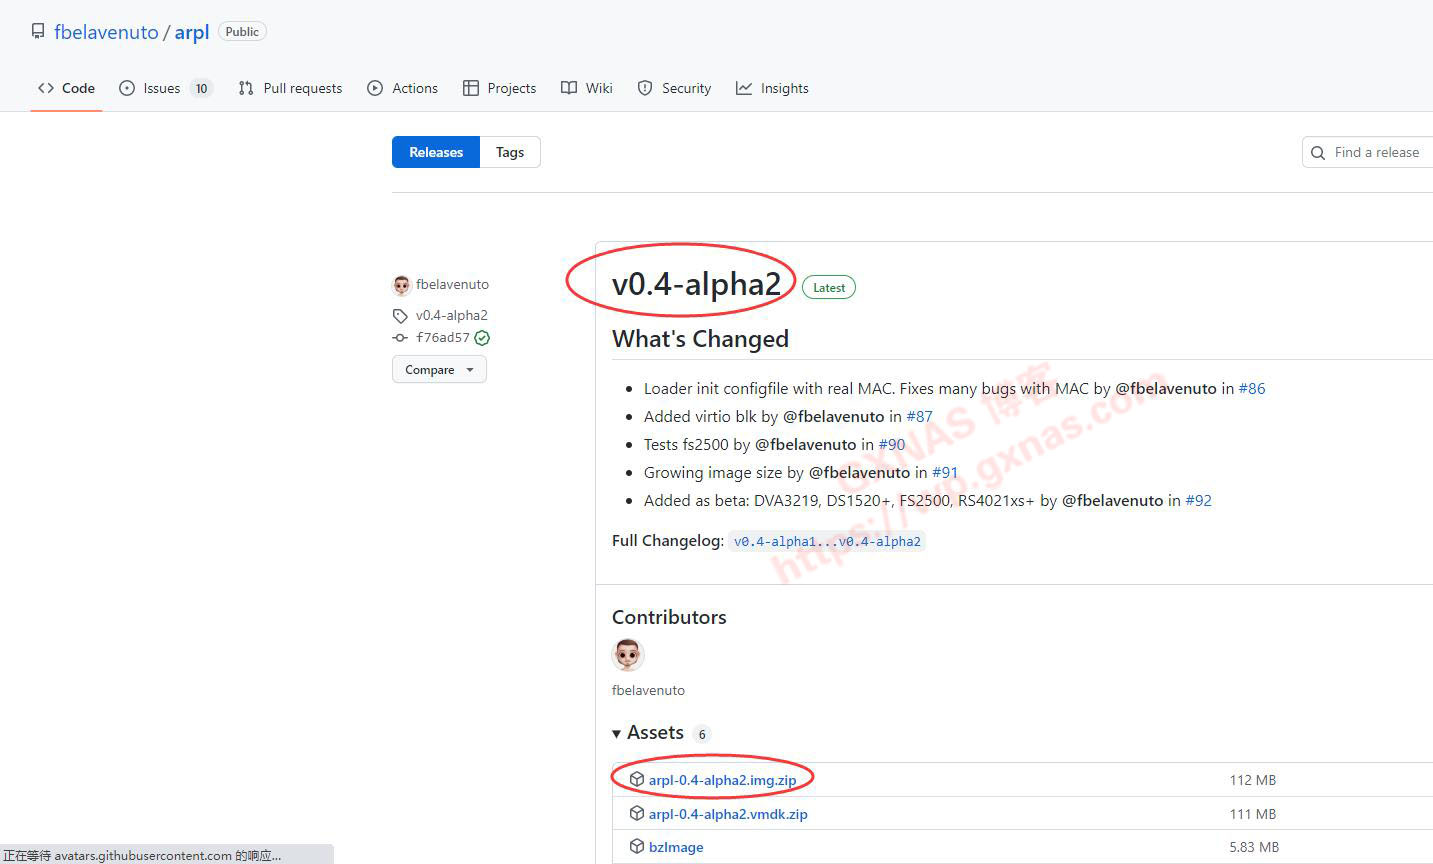 fbelavenuto / arpl Public
Code Issues 10 Pull requests Actions Projects Wiki Security Insights
Releases Tags
Find a release
fbelavenuto
v0.4-alpha2
f76ad57
Compare
v0.4-alpha2 Latest
What's Changed
Loader init configfile with real MAC. Fixes many bugs with MAC by @fbelavenuto in #86
Added virtio blk by @fbelavenuto in #87
Tests fs2500 by @fbelavenuto in #90
Growing image size by @fbelavenuto in #91
Added as beta: DVA3219, DS1520+, FS2500, RS4021xs+ by @fbelavenuto in #92
Full Changelog: v0.4-alpha1...v0.4-alpha2
GXNAS 博客
https://wp.gxnas.com
Contributors
fbelavenuto
Assets 6
arpl-0.4-alpha2.img.zip 112 MB
arpl-0.4-alpha2.vmdk.zip 111 MB
bzImage 5.83 MB
正在等待 avatars.githubusercontent.com 的响应...